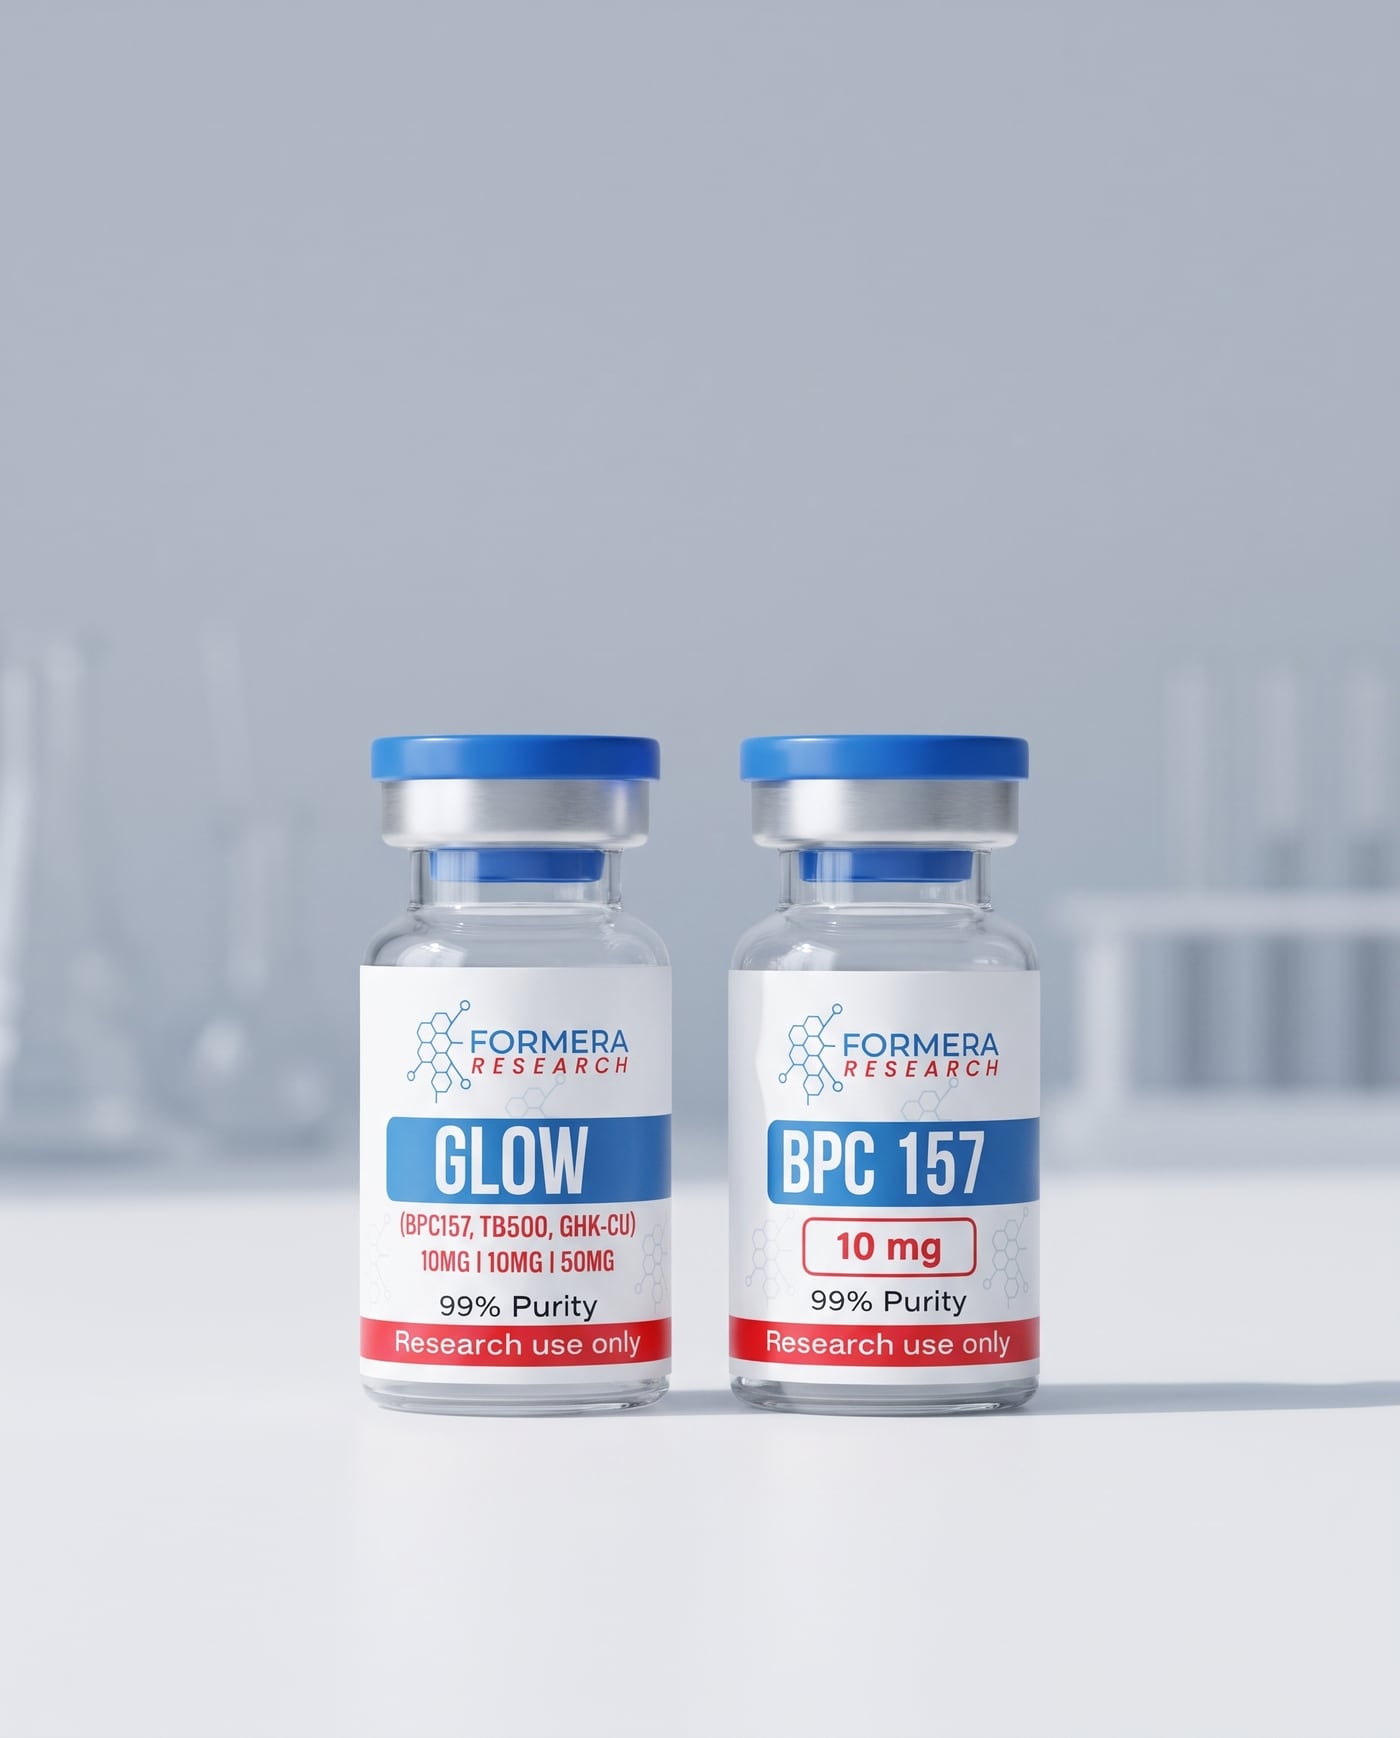 FORMERA
RESEARCH
GLOW
(BPC157, TB500, GHK-CU)
10MG | 10MG | 50MG
99% Purity
Research use only
FORMERA
RESEARCH
BPC 157
10 mg
99% Purity
Research use only